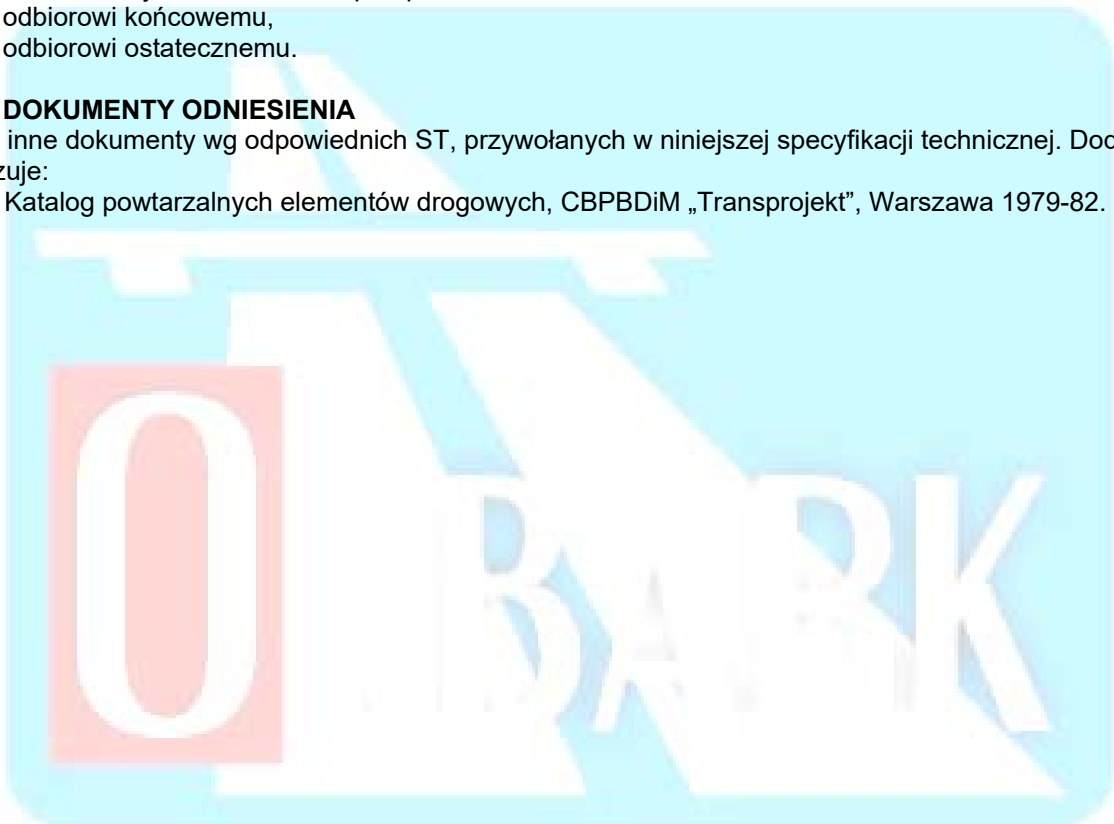 odbiorowi końcowemu,
odbiorowi ostatecznemu.
DOKUMENTY ODNIESIENIA
inne dokumenty wg odpowiednich ST, przywołanych w niniejszej specyfikacji technicznej.
Katalog powtarzalnych elementów drogowych, CBPBDiM „Transprojekt”, Warszawa 1979-82.